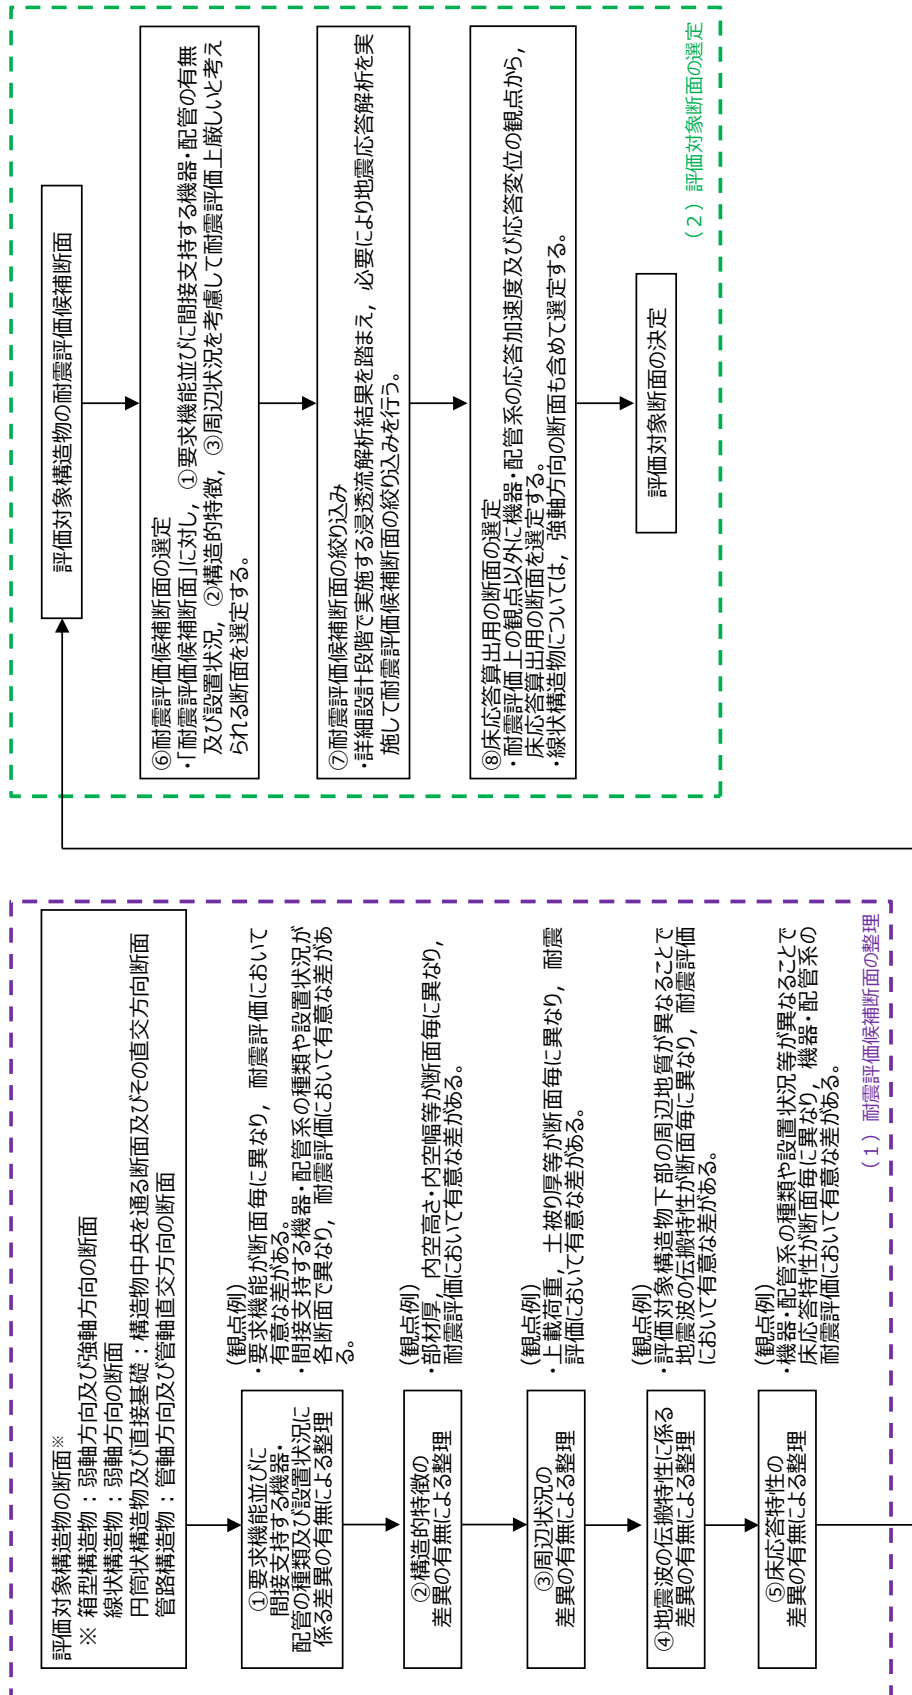 評価対象構造物の断面※
※ 箱型構造物：弱軸方向及び強軸方向の断面
線状構造物：弱軸方向の断面
円筒状構造物及び直接基礎：構造物中央を通る断面及びその直交方向断面
管路構造物：管軸方向及び管軸直交方向の断面
①要求機能並びに
間接支持する機器・
配管の種類及び設置状況に
係る差異の有無による整理
(観点例)
・要求機能が断面毎に異なり，耐震評価において
有意な差がある。
・間接支持する機器・配管系の種類や設置状況が
各断面で異なり，耐震評価において有意な差があ
る。
②構造的特徴の
差異の有無による整理
(観点例)
・部材厚，内空高さ・内空幅等が断面毎に異なり，
耐震評価において有意な差がある。
③周辺状況の
差異の有無による整理
(観点例)
・上載荷重，土被り厚等が断面毎に異なり，耐震
評価において有意な差がある。
④地震波の伝搬特性に係る
差異の有無による整理
(観点例)
・評価対象構造物下部の周辺地質が異なることで
地震波の伝搬特性が断面毎に異なり，耐震評価
において有意な差がある。
⑤床応答特性の
差異の有無による整理
(観点例)
・機器・配管系の種類や設置状況等が異なることで
床応答特性が断面毎に異なり，機器・配管系の
耐震評価において有意な差がある。
(１) 耐震評価候補断面の整理
評価対象構造物の耐震評価候補断面
⑥耐震評価候補断面の選定
・「耐震評価候補断面」に対し，①要求機能並びに間接支持する機器・配管の有無
及び設置状況，②構造的特徴，③周辺状況を考慮して耐震評価上厳しいと考え
られる断面を選定する。
⑦耐震評価候補断面の絞り込み
・詳細設計段階で実施する浸透流解析結果を踏まえ，必要により地震応答解析を実
施して耐震評価候補断面の絞り込みを行う。
⑧床応答算出用の断面の選定
・耐震評価上の観点以外に機器・配管系の応答加速度及び応答変位の観点から，
床応答算出用の断面を選定する。
・線状構造物については，強軸方向の断面も含めて選定する。
評価対象断面の決定
(２) 評価対象断面の選定